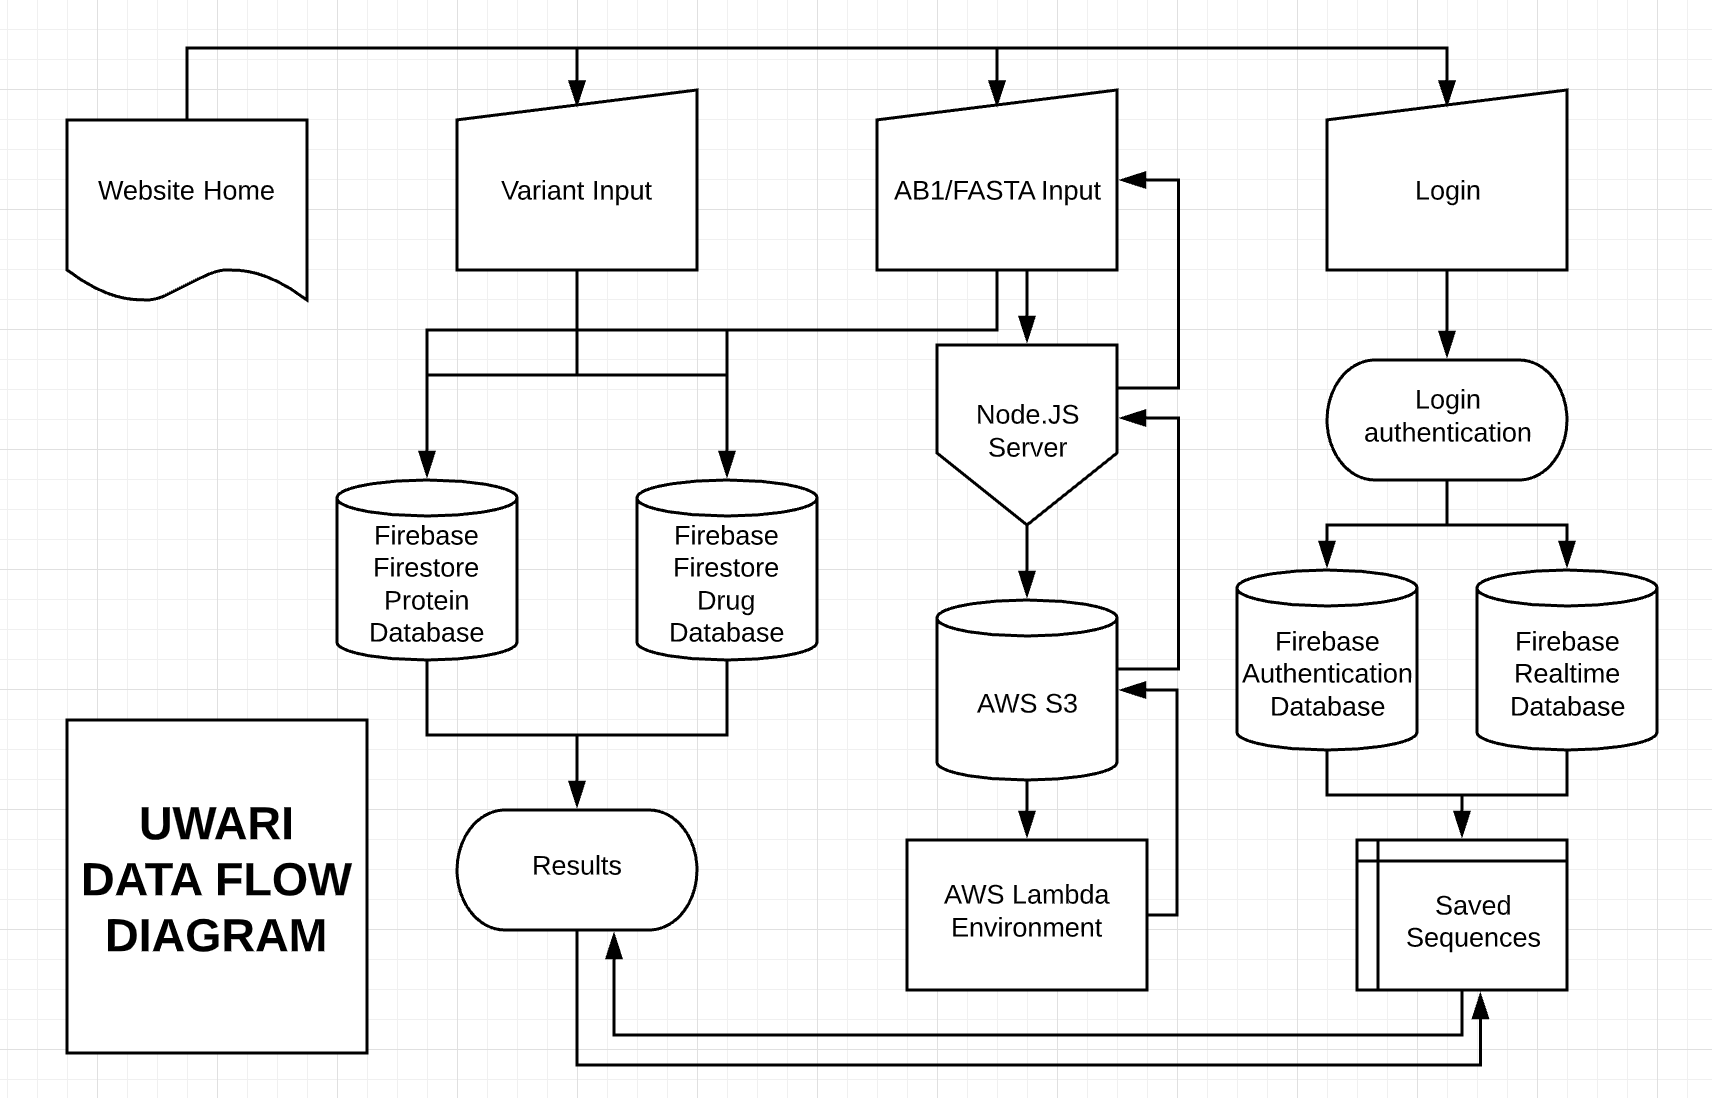 Website Home
Variant Input
AB1/FASTA Input
Login
Node.JS
Server
Login
authentication
Firebase
Firestore
Protein
Database
Firebase
Firestore
Drug
Database
AWS S3
Firebase
Authentication
Database
Firebase
Realtime
Database
UWARI
DATA FLOW
DIAGRAM
Results
AWS Lambda
Environment
Saved
Sequences